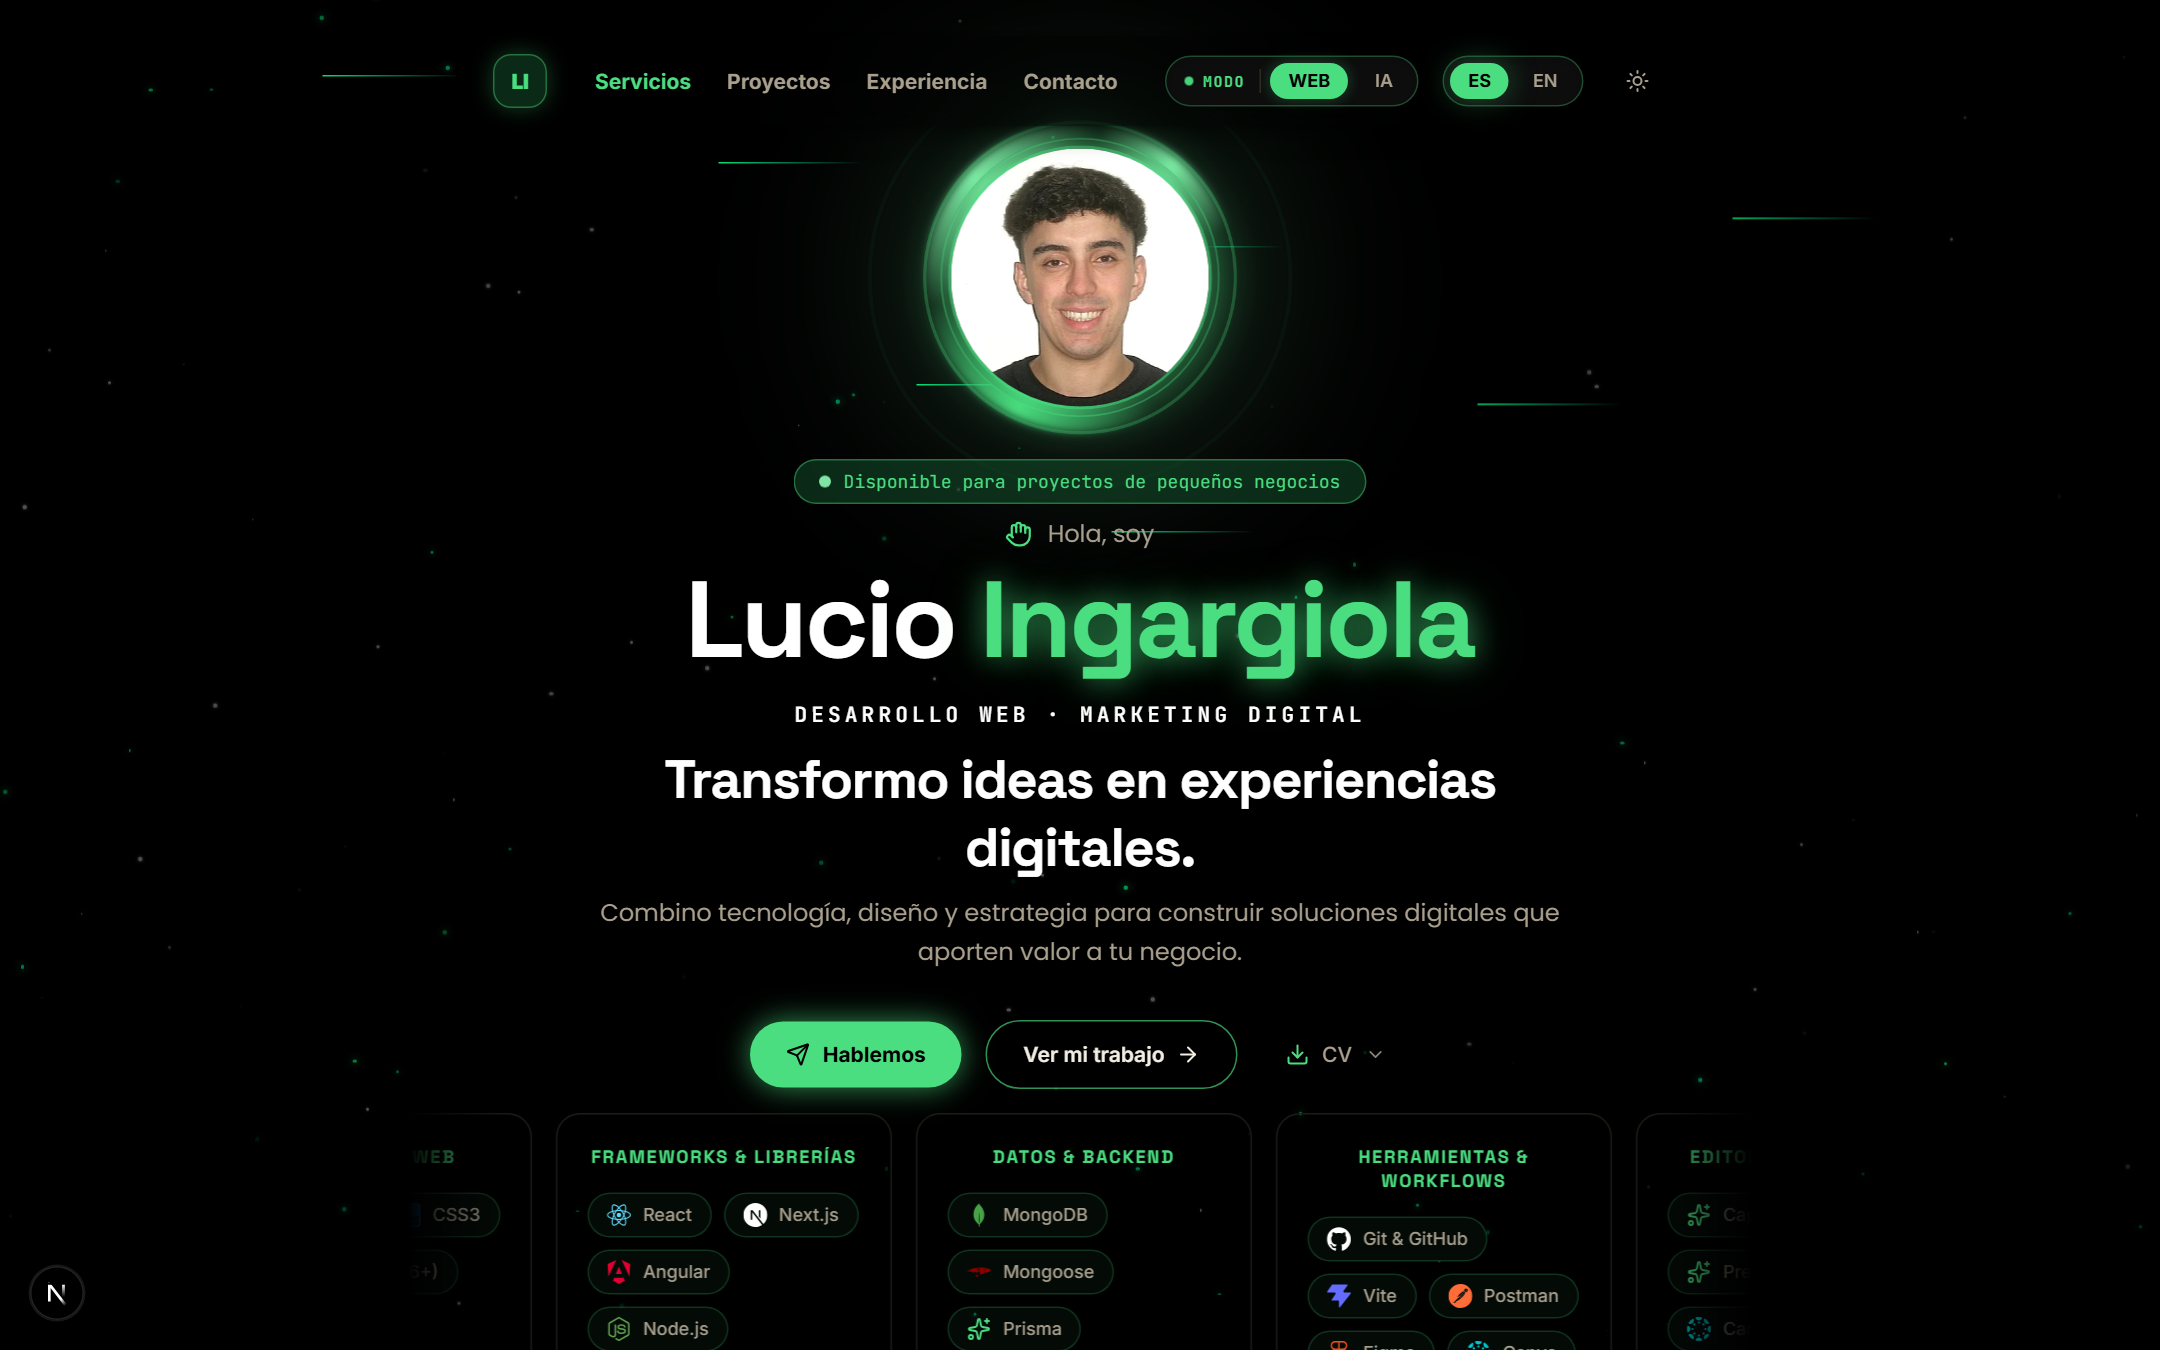 LI
Servicios
Proyectos
Experiencia
Contacto
MODO
WEB
IA
ES
EN
Disponible para proyectos de pequeños negocios
Hola, soy
Lucio Ingargiola
DESARROLLO WEB · MARKETING DIGITAL
Transformo ideas en experiencias
digitales.
Combino tecnología, diseño y estrategia para construir soluciones digitales que
aporten valor a tu negocio.
Hablemos
Ver mi trabajo
CV
WEB
CSS3
FRAMEWORKS & LIBRERÍAS
React
Next.js
Angular
Node.js
DATOS & BACKEND
MongoDB
Mongoose
Prisma
HERRAMIENTAS &
WORKFLOWS
Git & GitHub
Vite
Postman
Figma
Canva
N